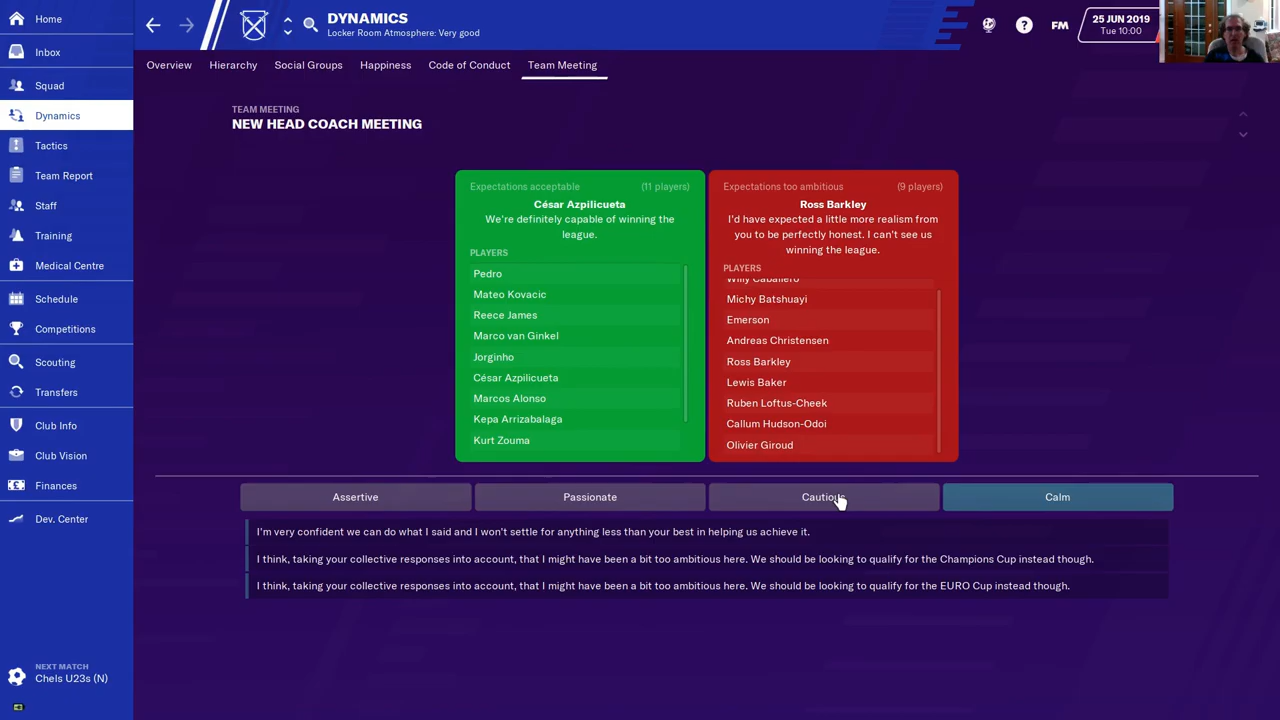 Home
Inbox
Squad
Dynamics
Tactics
Team Report
Staff
Training
Medical Centre
Schedule
Competitions
Scouting
Transfers
Club Info
Club Vision
Finances
Dev. Center
NEXT MATCH
Chels U23s (N)
DYNAMICS
Locker Room Atmosphere: Very good
FM
25 JUN 2019
Tue 10:00
Overview
Hierarchy
Social Groups
Happiness
Code of Conduct
Team Meeting
TEAM MEETING
NEW HEAD COACH MEETING
Expectations acceptable (11 players)
César Azpilicueta
We're definitely capable of winning the
league.
PLAYERS
Pedro
Mateo Kovacic
Reece James
Marco van Ginkel
Jorginho
César Azpilicueta
Marcos Alonso
Kepa Arrizabalaga
Kurt Zouma
Expectations too ambitious (9 players)
Ross Barkley
I'd have expected a little more realism from
you to be perfectly honest. I can't see us
winning the league.
PLAYERS
Willy Caballero
Michy Batshuayi
Emerson
Andreas Christensen
Ross Barkley
Lewis Baker
Ruben Loftus-Cheek
Callum Hudson-Odoi
Olivier Giroud
Assertive
Passionate
Cautious
Calm
I'm very confident we can do what I said and I won't settle for anything less than your best in helping us achieve it.
I think, taking your collective responses into account, that I might have been a bit too ambitious here. We should be looking to qualify for the Champions Cup instead though.
I think, taking your collective responses into account, that I might have been a bit too ambitious here. We should be looking to qualify for the EURO Cup instead though.